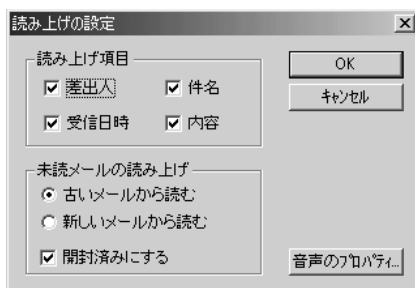 読み上げの設定
読み上げ項目
差出人 件名
受信日時 内容
OK
キャンセル
未読メールの読み上げ
古いメールから読む
新しいメールから読む
開封済みにする
音声のプロパティ...